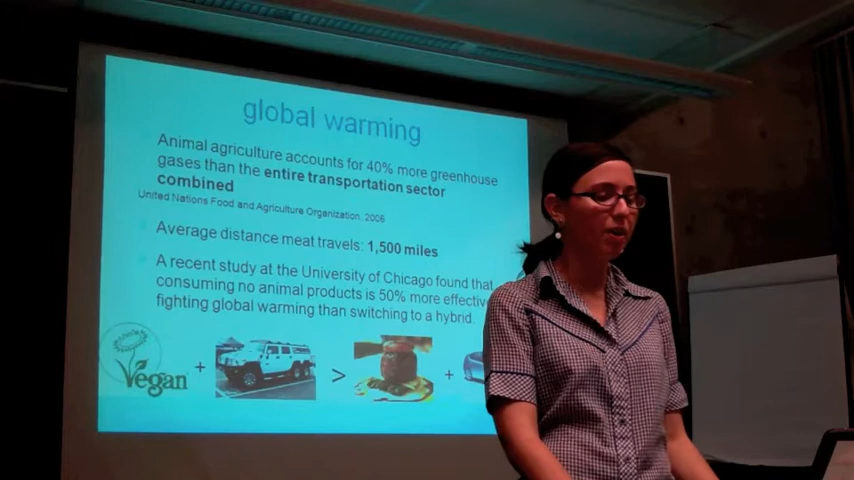 global warming
Animal agriculture accounts for 40% more greenhouse
gases than the entire transportation sector
combined
United Nations Food and Agriculture Organization, 2006
Average distance meat travels: 1,500 miles
A recent study at the University of Chicago found that
consuming no animal products is 50% more effective
fighting global warming than switching to a hybrid.
Vegan + > +